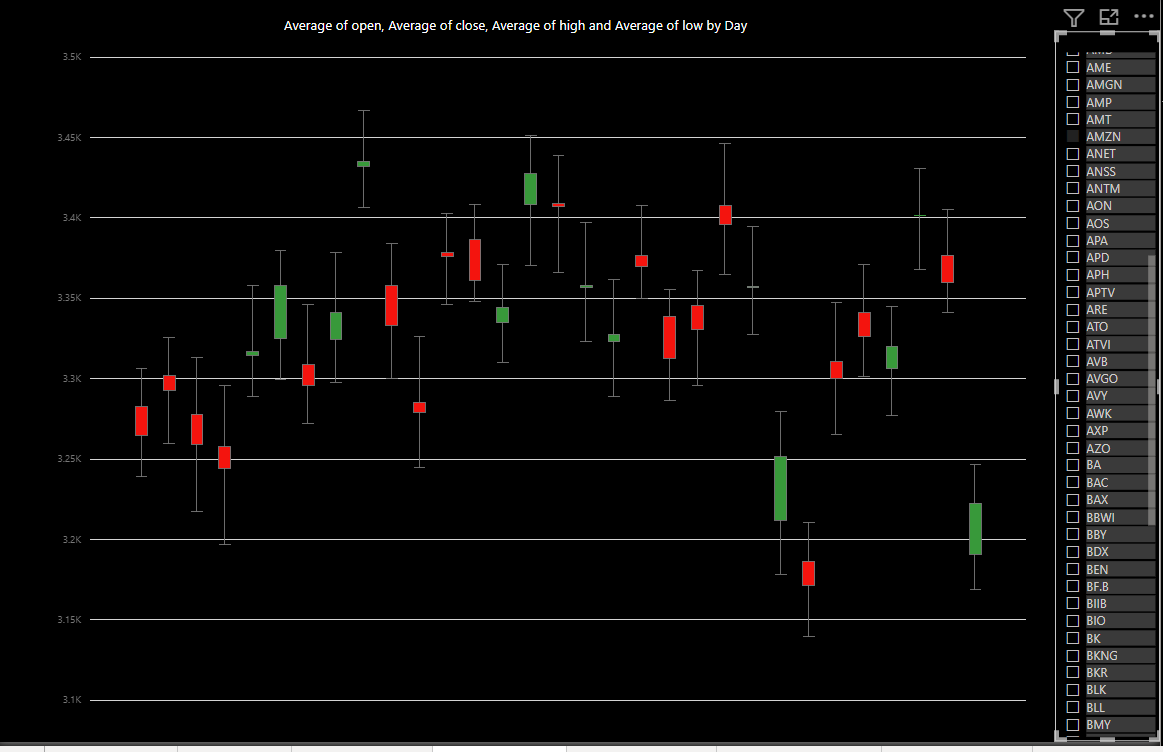 Average of open, Average of close, Average of high and Average of low by Day
3.5K
3.45K
3.4K
3.35K
3.3K
3.25K
3.2K
3.15K
3.1K
AME
AMGN
AMP
AMT
AMZN
ANET
ANSS
ANTM
AON
AOS
APA
APD
APH
APTV
ARE
ATO
ATVI
AVB
AVGO
AVY
AWK
AXP
AZO
BA
BAC
BAX
BBWI
BBY
BDX
BEN
BF.B
BIIB
BIO
BK
BKNG
BKR
BLK
BLL
BMY